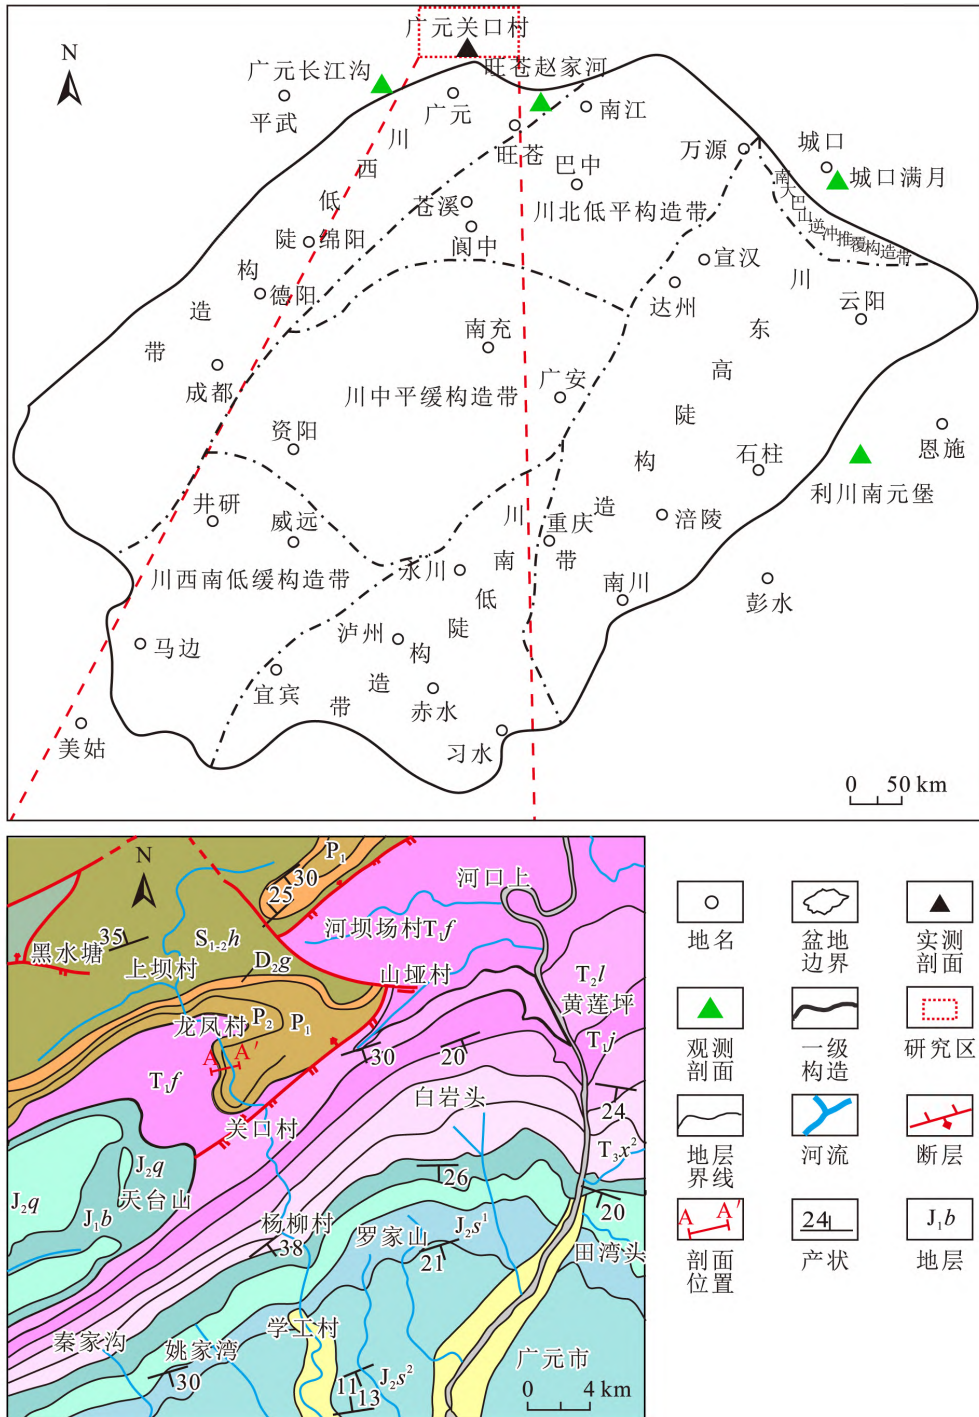 广元关口村
N
广元长江沟
旺苍赵家河
平武
广元
南江
旺苍
万源
城口
城口满月
巴中
苍溪
阆中
川北低平构造带
南大巴山逆冲推覆构造带
川西低陡构造带
绵阳
德阳
宣汉
达州
云阳
川东高陡构造带
成都
南充
广安
川中平缓构造带
资阳
恩施
石柱
利川南元堡
井研
威远
重庆
涪陵
永川
川西南低缓构造带
川南低陡构造带
南川
彭水
马边
泸州
宜宾
赤水
美姑
习水
0 50 km
N
P₁
30
25
河口上
35
S₁₋₂h
河坝场村T₁f
黑水塘
上坝村
D₂g
山垭村
T₂l
黄莲坪
龙凤村
P₂
P₁
A A′
30
20
T₁j
T₁f
白岩头
24
关口村
T₃x²
J₂q
天台山
26
J₂q
J₁b
杨柳村
38
罗家山
J₂s¹
21
20
田湾头
学工村
秦家沟
姚家湾
30
11
13
J₂s²
广元市
0 4 km
地名
盆地边界
实测剖面
观测剖面
一级构造
研究区
地层界线
河流
断层
A A′
剖面位置
24
产状
J₁b
地层